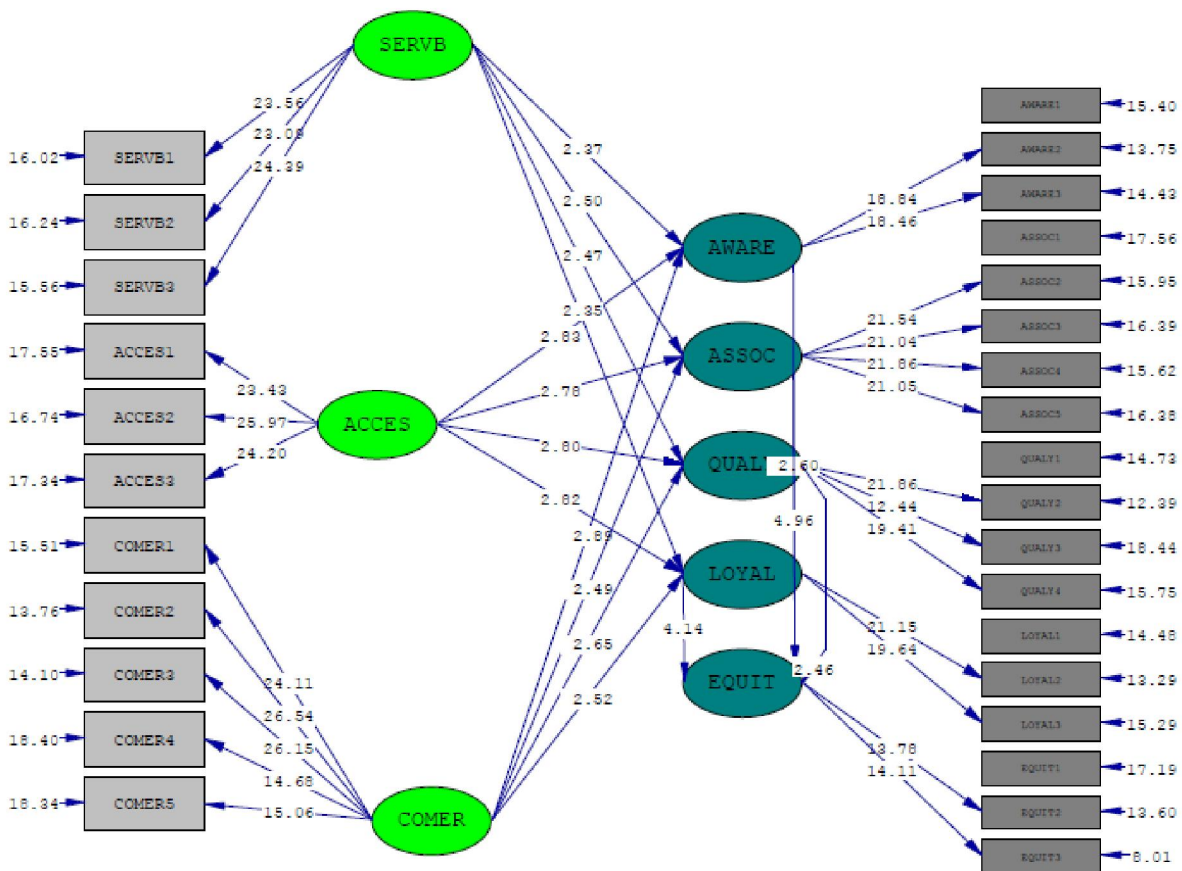 SERVB
23.56
23.09
24.39
16.02 SERVB1
16.24 SERVB2
15.56 SERVB3
17.55 ACCES1
16.74 ACCES2
17.34 ACCES3
15.51 COMER1
13.76 COMER2
14.10 COMER3
18.40 COMER4
18.34 COMER5
ACCES
23.43
25.97
24.20
COMER
24.11
26.54
26.15
14.68
15.06
2.37
2.50
2.47
2.35
2.83
2.78
2.80
2.82
2.89
2.49
2.65
2.52
AWARE
ASSOC
QUAL
LOYAL
EQUIT
2.60
4.96
4.14
2.46
18.84
18.46
21.54
21.04
21.86
21.05
21.86
12.44
19.41
21.15
19.64
13.78
14.11
AWARE1 15.40
AWARE2 13.75
AWARE3 14.43
ASSOC1 17.56
ASSOC2 15.95
ASSOC3 16.39
ASSOC4 15.62
ASSOC5 16.38
QUALY1 14.73
QUALY2 12.39
QUALY3 18.44
QUALY4 15.75
LOYAL1 14.48
LOYAL2 13.29
LOYAL3 15.29
EQUIT1 17.19
EQUIT2 13.60
EQUIT3 8.01